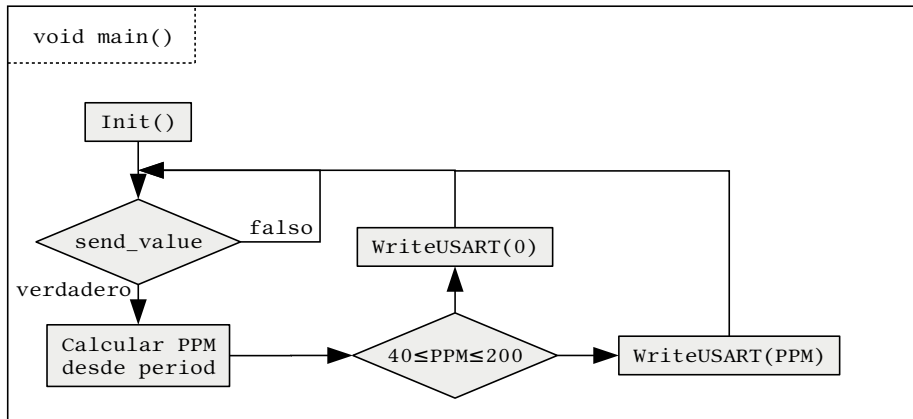 void main()
Init()
send_value
falso
verdadero
WriteUSART(0)
Calcular PPM
desde period
40≤PPM≤200
WriteUSART(PPM)